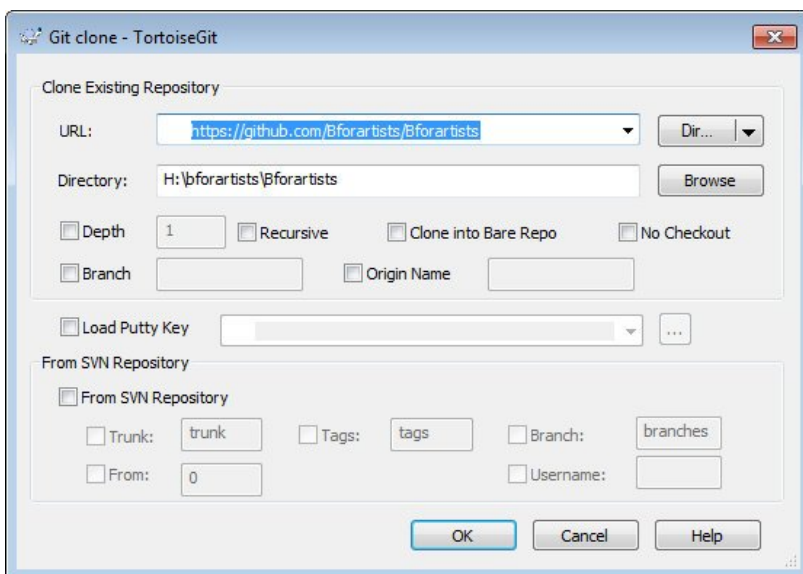 Git clone - TortoiseGit
Clone Existing Repository
URL: https://github.com/Bforartists/Bforartists Dir...
Directory: H:\bforartists\Bforartists Browse
Depth 1 Recursive Clone into Bare Repo No Checkout
Branch Origin Name
Load Putty Key ...
From SVN Repository
From SVN Repository
Trunk: trunk Tags: tags Branch: branches
From: 0 Username:
OK Cancel Help